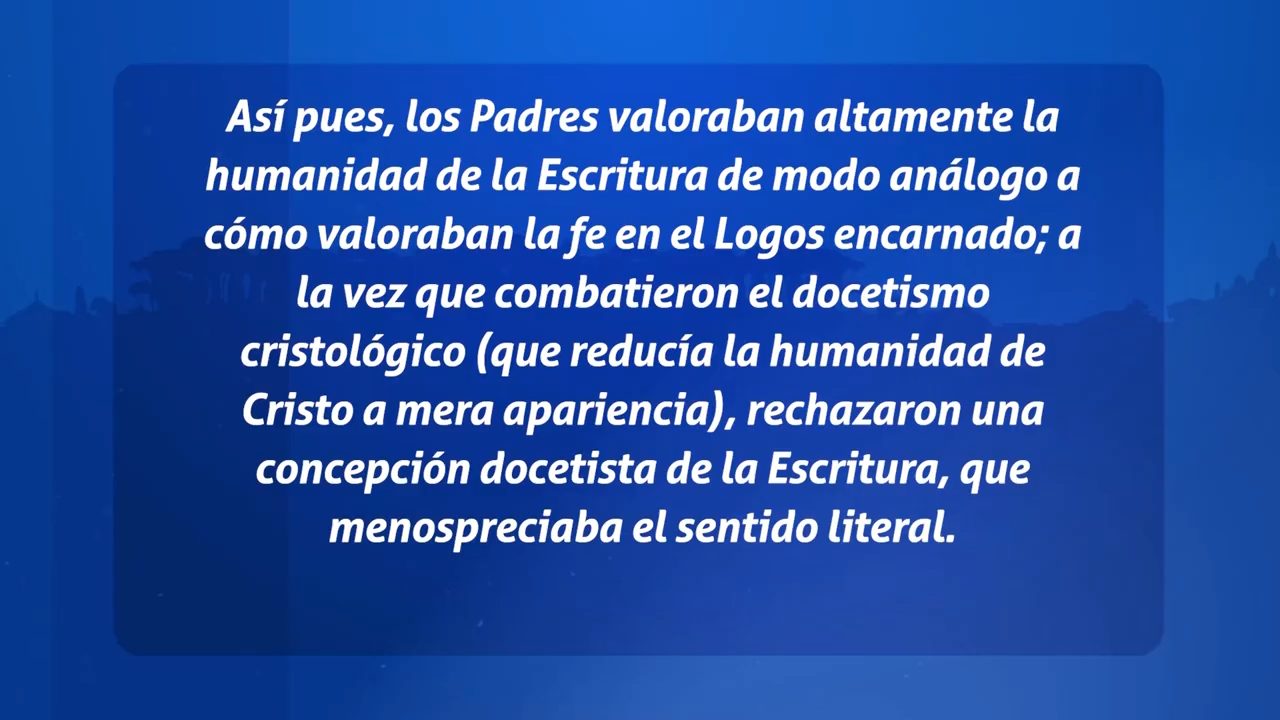 Así pues, los Padres valoraban altamente la
humanidad de la Escritura de modo análogo a
cómo valoraban la fe en el Logos encarnado; a
la vez que combatieron el docetismo
cristológico (que reducía la humanidad de
Cristo a mera apariencia), rechazaron una
concepción docetista de la Escritura, que
menospreciaba el sentido literal.